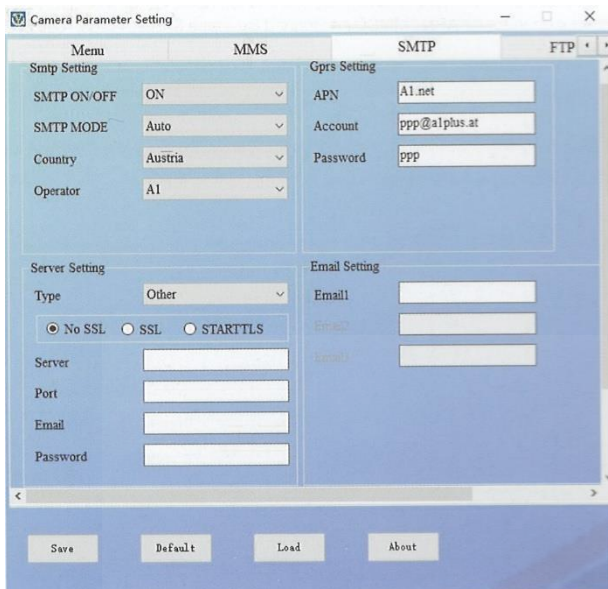 Camera Parameter Setting
Menu MMS SMTP FTP
Smtp Setting
SMTP ON/OFF ON
SMTP MODE Auto
Country Austria
Operator A1
Gprs Setting
APN A1.net
Account ppp@a1plus.at
Password ppp
Server Setting
Type Other
No SSL SSL STARTTLS
Server
Port
Email
Password
Email Setting
Email1
Email2
Email3
Save Default Load About